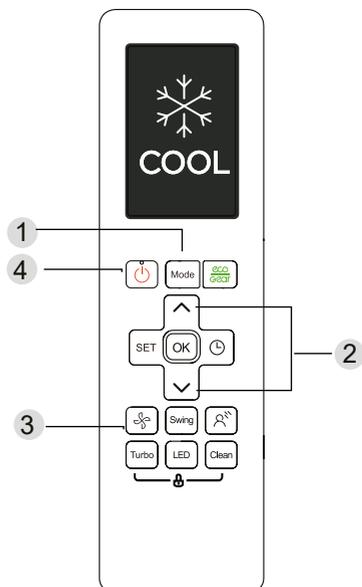 COOL
1
4
Mode
eco
Gear
SET
OK
2
3
Swing
Turbo
LED
Clean